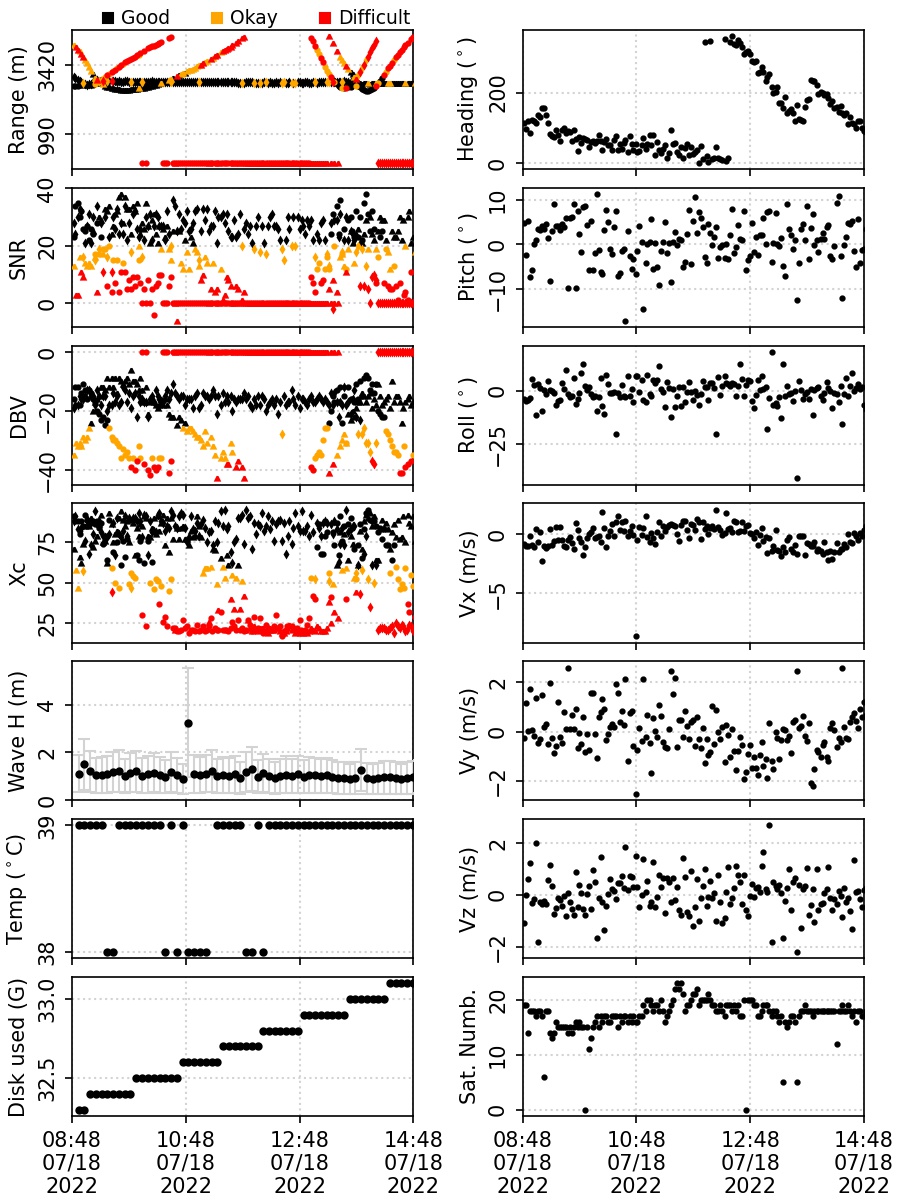 Good Okay Difficult
Range (m)
3420
990
Heading (°)
200
0
SNR
40
20
0
Pitch (°)
10
0
−10
DBV
0
−20
−40
Roll (°)
0
−25
Xc
75
50
25
Vx (m/s)
0
−5
Wave H (m)
4
2
0
Vy (m/s)
2
0
−2
Temp (°C)
39
38
Vz (m/s)
2
0
−2
Disk used (G)
33.0
32.5
Sat. Numb.
20
10
0
08:48 10:48 12:48 14:48
07/18 07/18 07/18 07/18
2022 2022 2022 2022
08:48 10:48 12:48 14:48
07/18 07/18 07/18 07/18
2022 2022 2022 2022